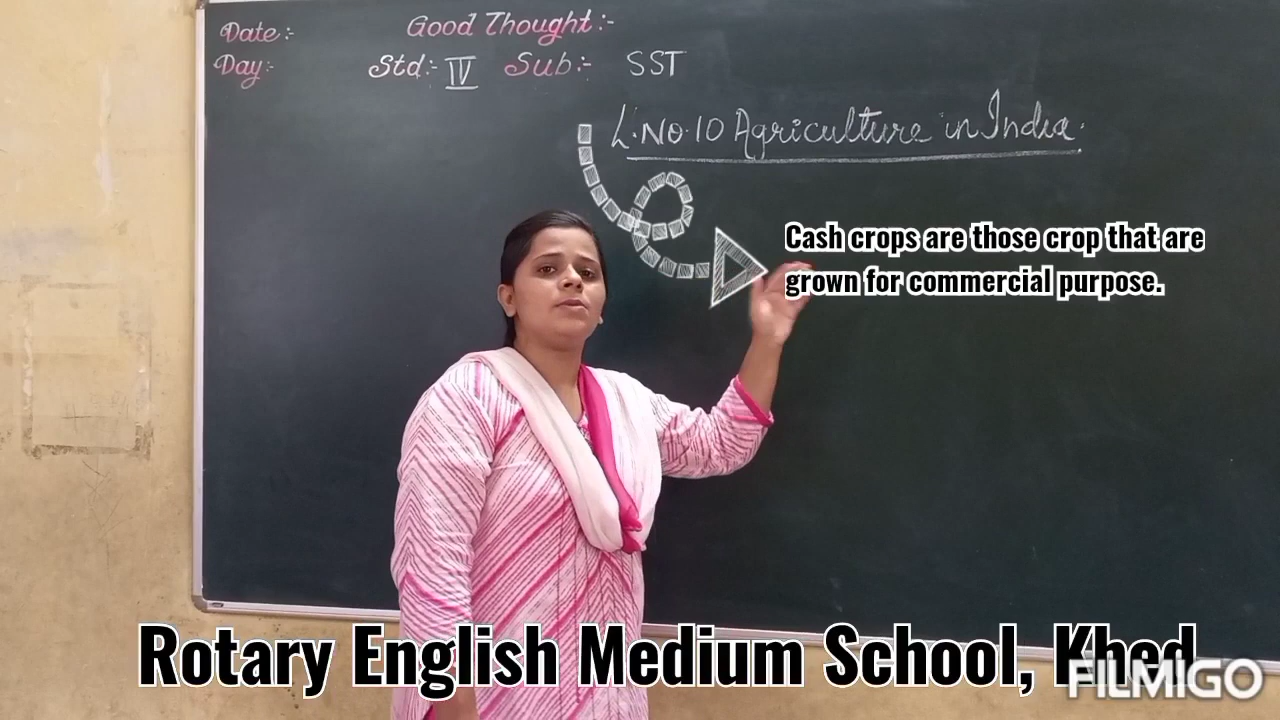 Date:-
Good Thought:-
Day:-
Std:- IV Sub:- SST
L.No.10 Agriculture in India.
Cash crops are those crop that are
grown for commercial purpose.
Rotary English Medium School, Khed
FILMIGO